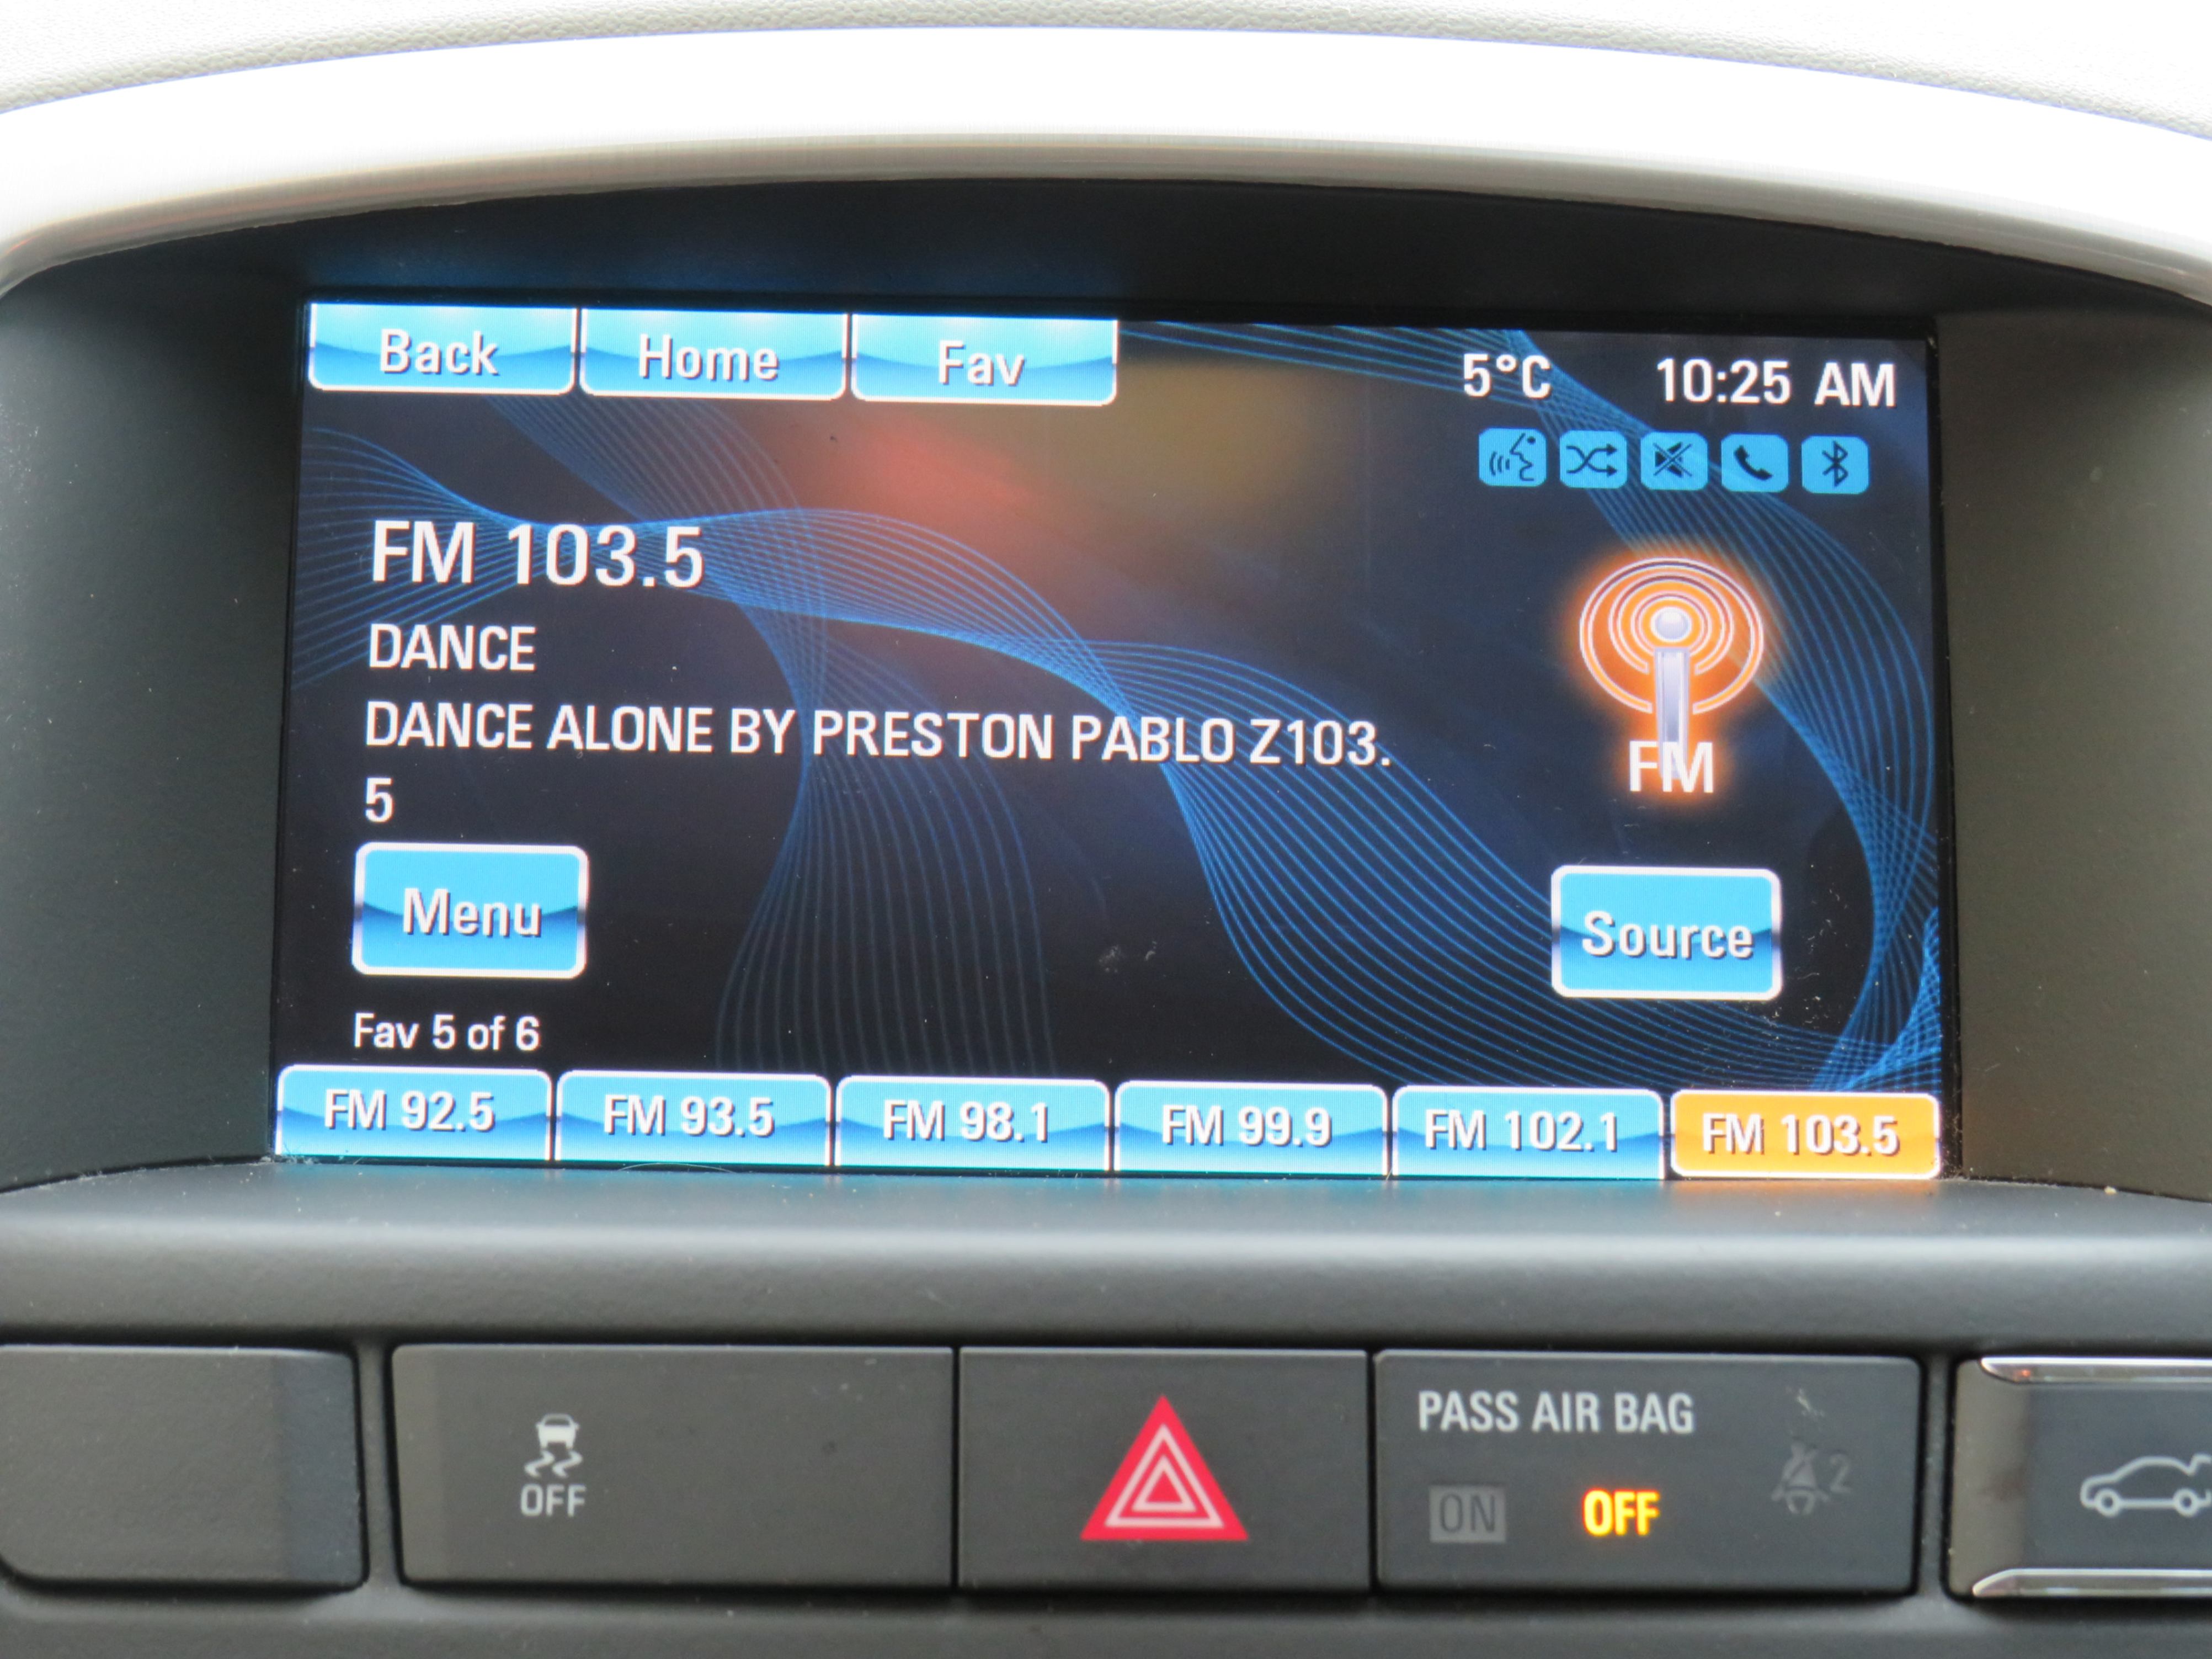 Back Home Fav 5°C 10:25 AM
FM 103.5
DANCE
DANCE ALONE BY PRESTON PABLO Z103.
5
FM
Menu Source
Fav 5 of 6
FM 92.5 FM 93.5 FM 98.1 FM 99.9 FM 102.1 FM 103.5
OFF
PASS AIR BAG
ON OFF 2